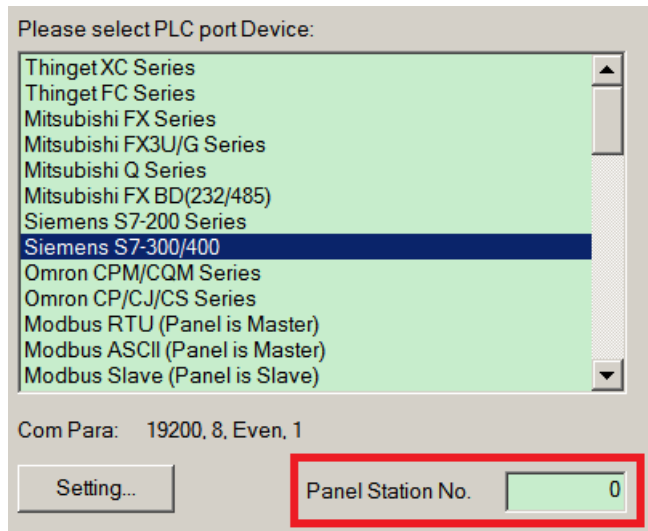 Please select PLC port Device:
Thinget XC Series
Thinget FC Series
Mitsubishi FX Series
Mitsubishi FX3U/G Series
Mitsubishi Q Series
Mitsubishi FX BD(232/485)
Siemens S7-200 Series
Siemens S7-300/400
Omron CPM/CQM Series
Omron CP/CJ/CS Series
Modbus RTU (Panel is Master)
Modbus ASCII (Panel is Master)
Modbus Slave (Panel is Slave)
Com Para: 19200, 8, Even, 1
Setting... Panel Station No. 0